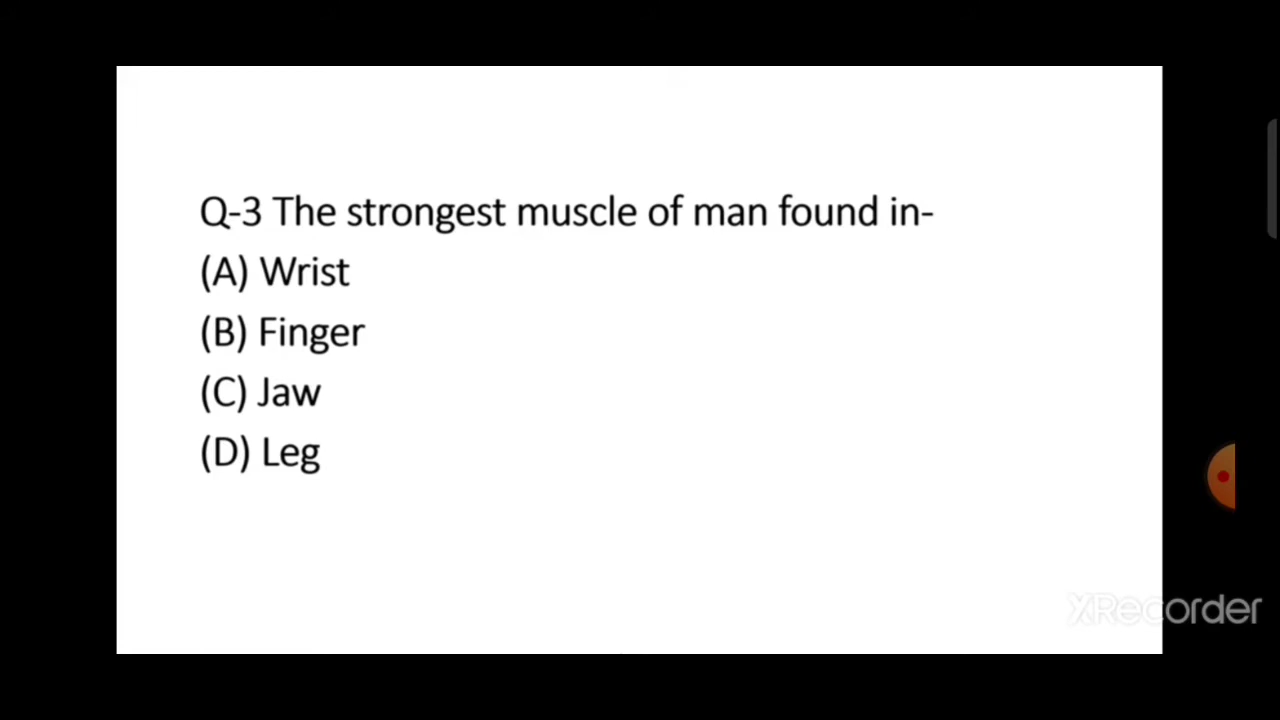 Q-3 The strongest muscle of man found in-
(A) Wrist
(B) Finger
(C) Jaw
(D) Leg
XRecorder